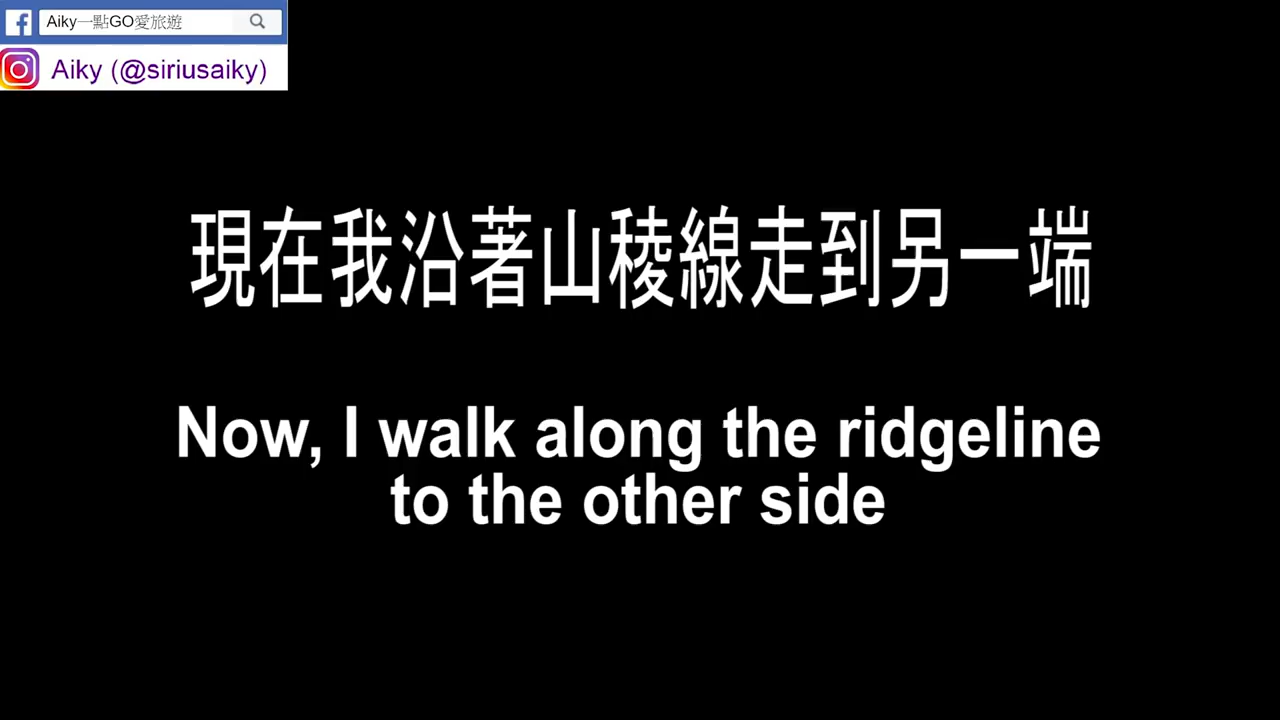 Aiky一點GO愛旅遊
Aiky (@siriusaiky)
現在我沿著山稜線走到另一端
Now, I walk along the ridgeline
to the other side